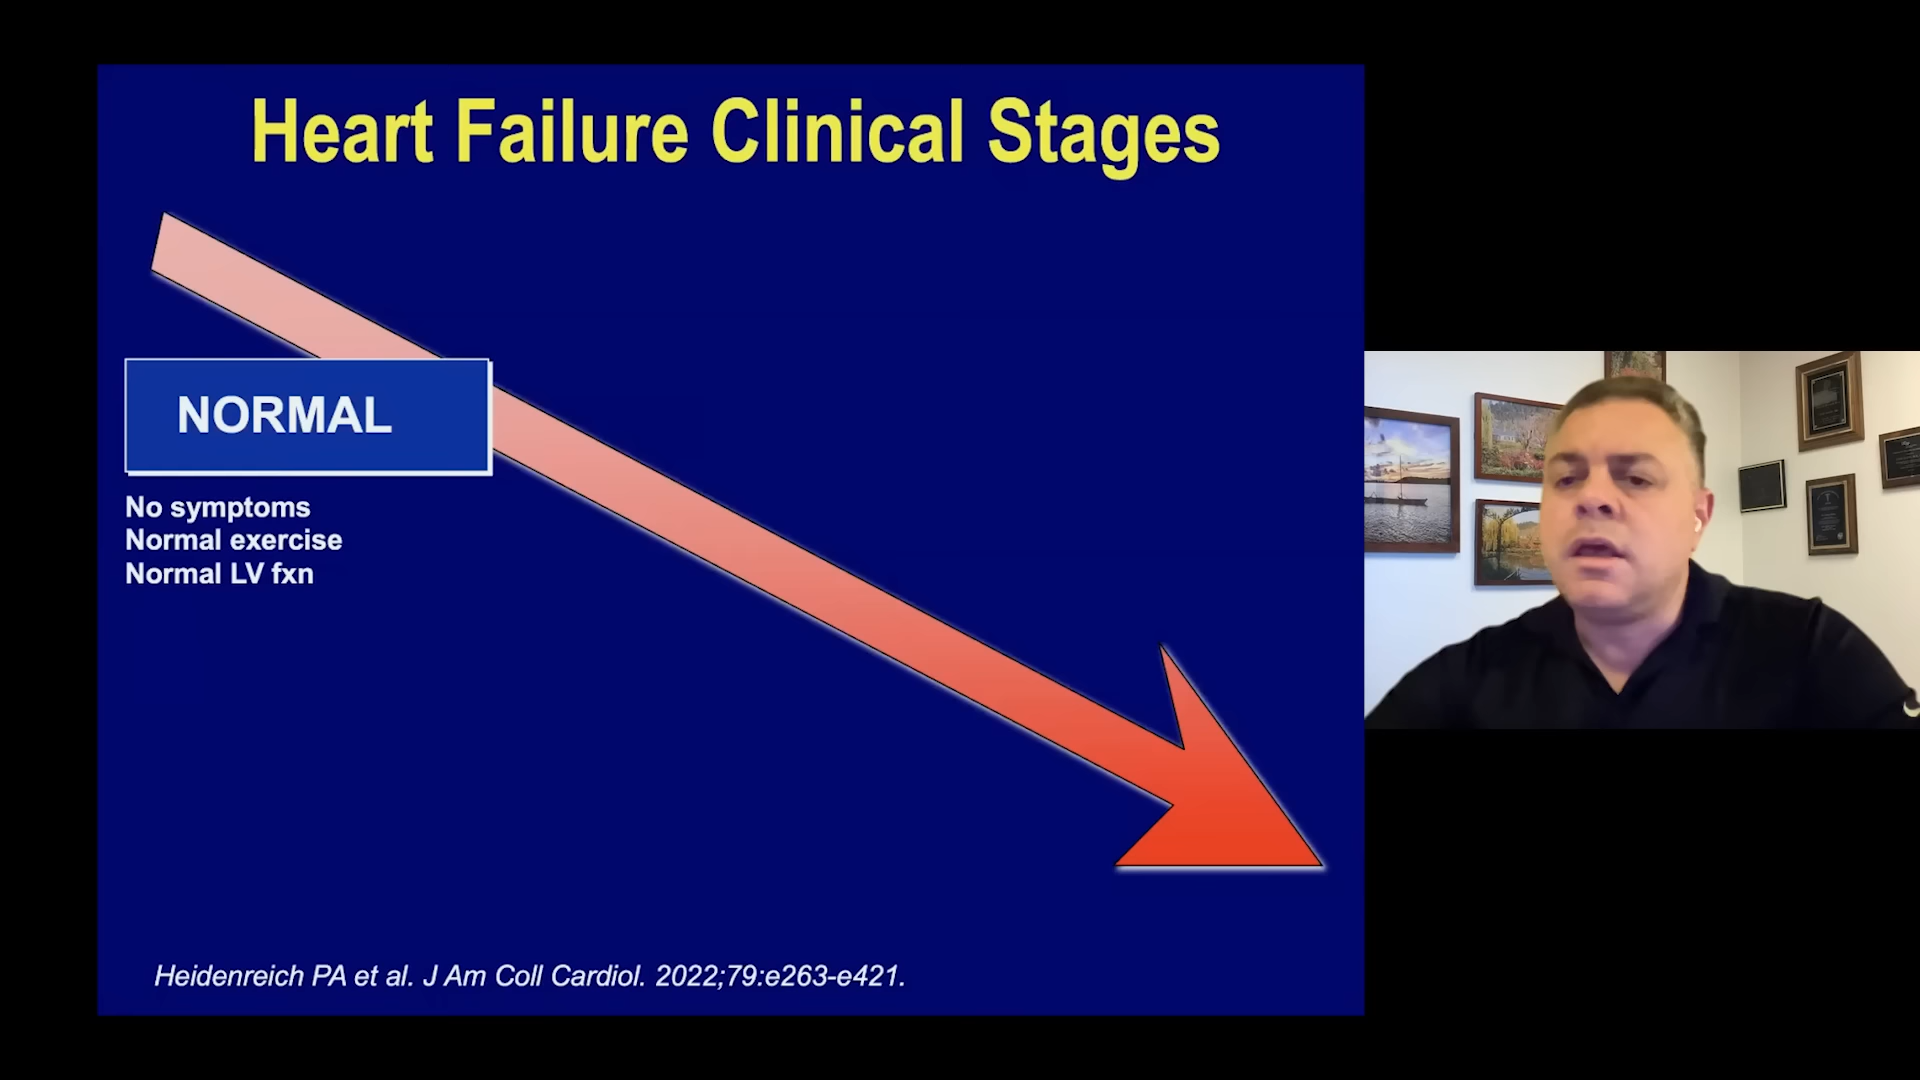 Heart Failure Clinical Stages
NORMAL
No symptoms
Normal exercise
Normal LV fxn
Heidenreich PA et al. J Am Coll Cardiol. 2022;79:e263-e421.